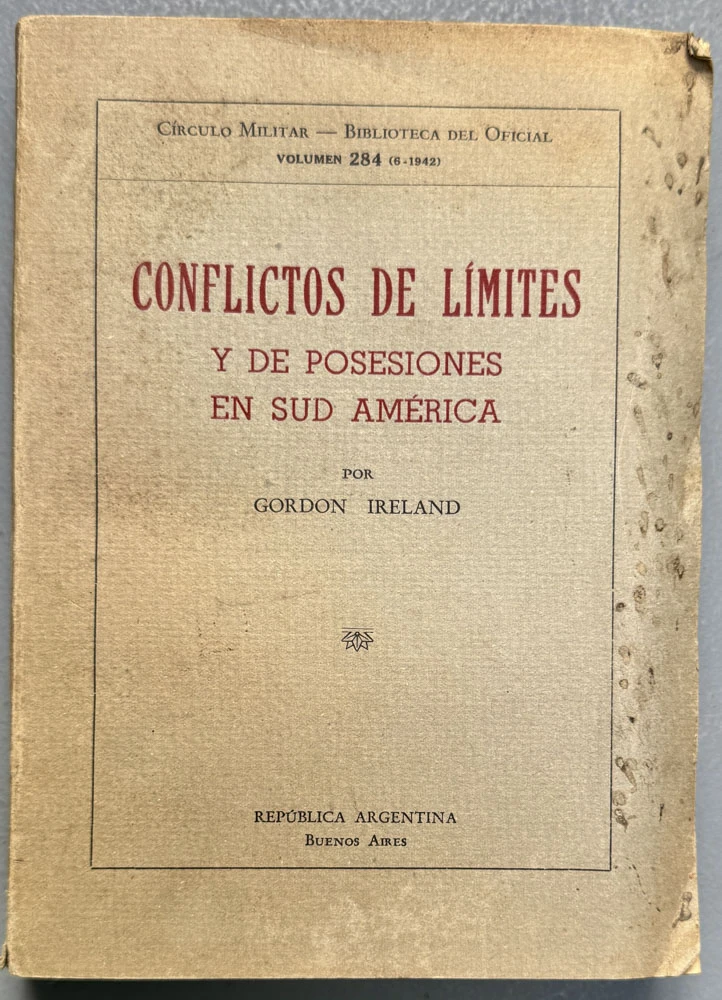 Círculo Militar — Biblioteca del Oficial
VOLUMEN 284 (6-1942)
CONFLICTOS DE LÍMITES
Y DE POSESIONES
EN SUD AMÉRICA
POR
GORDON IRELAND
REPÚBLICA ARGENTINA
Buenos Aires